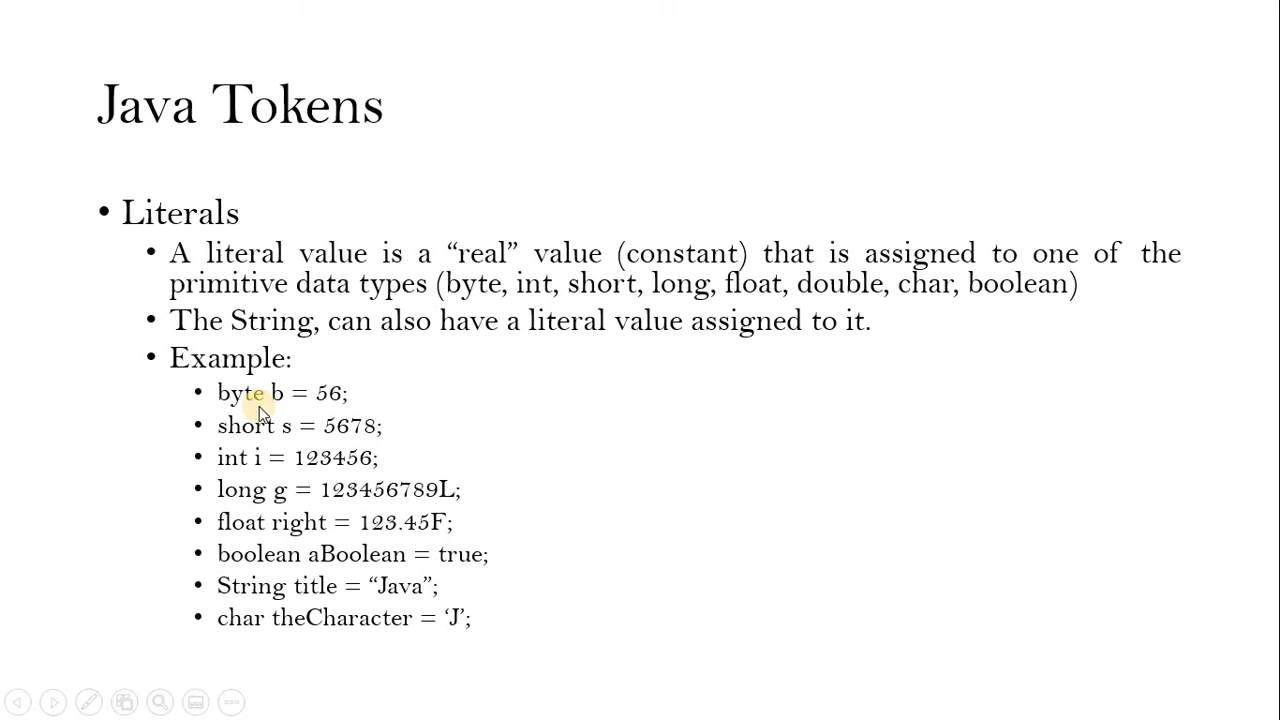 Java Tokens
• Literals
• A literal value is a “real” value (constant) that is assigned to one of the
primitive data types (byte, int, short, long, float, double, char, boolean)
• The String, can also have a literal value assigned to it.
• Example:
• byte b = 56;
• short s = 5678;
• int i = 123456;
• long g = 123456789L;
• float right = 123.45F;
• boolean aBoolean = true;
• String title = “Java”;
• char theCharacter = ‘J’;